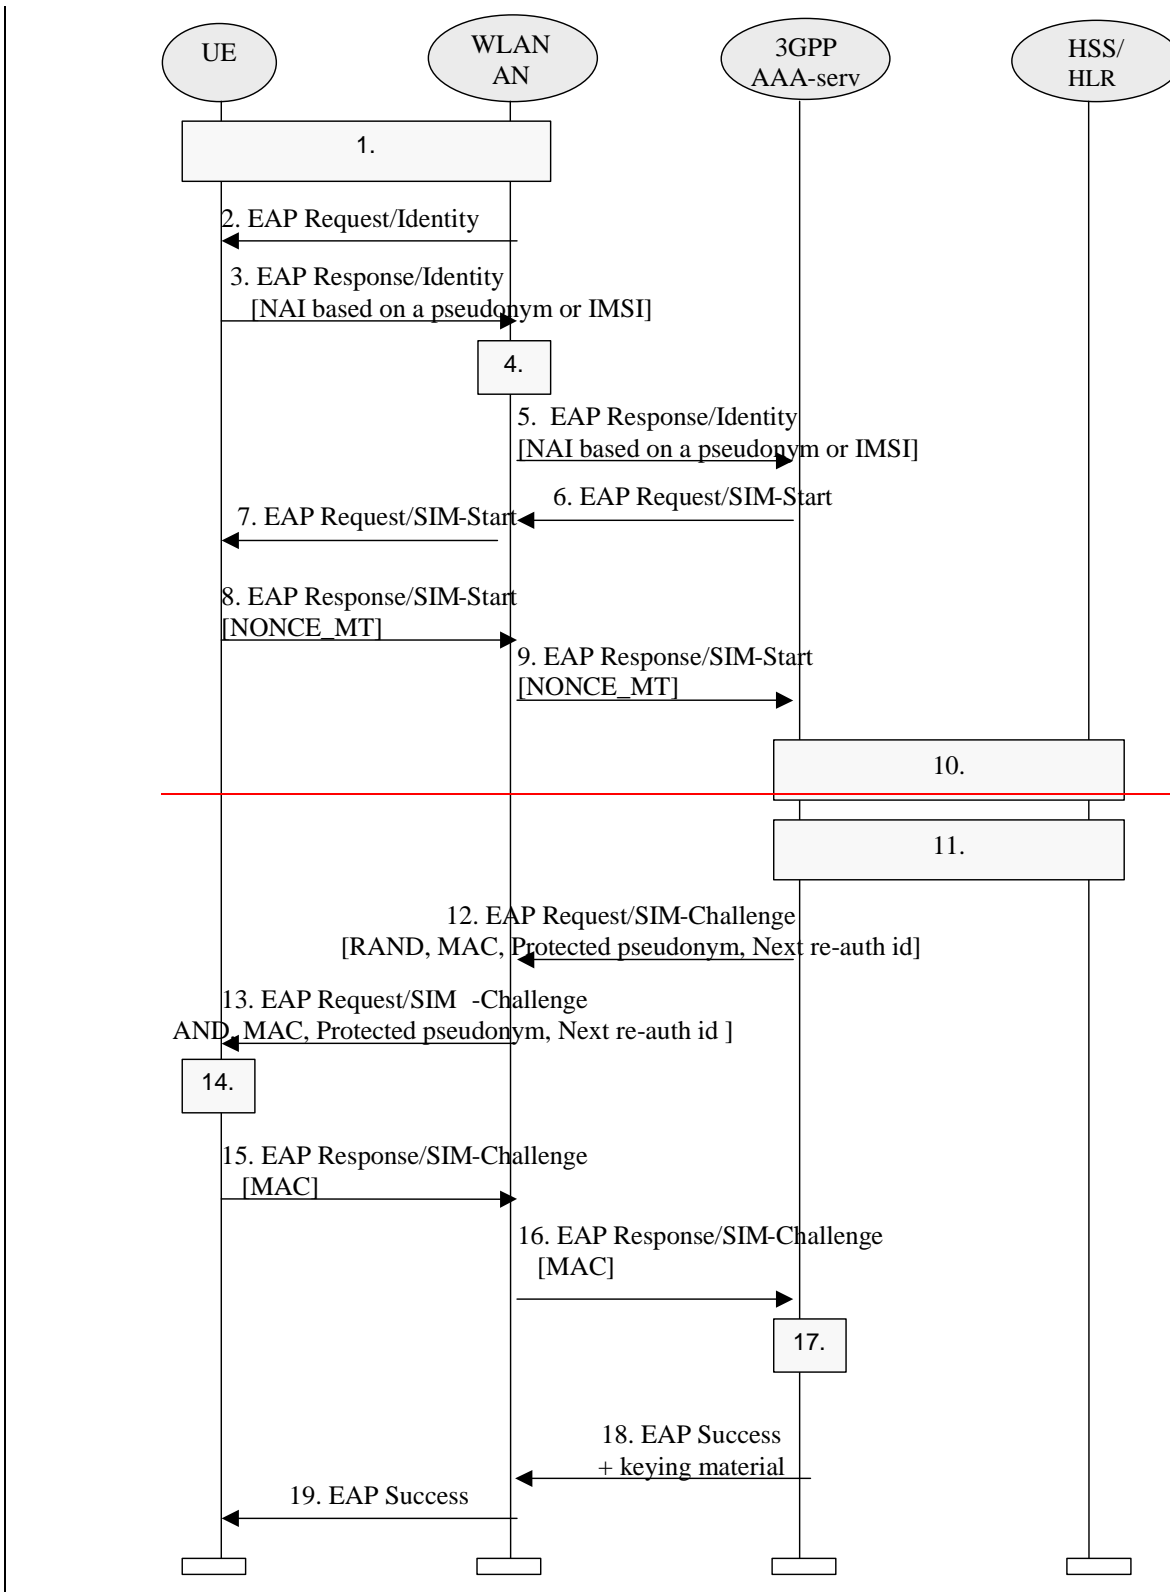 UE
WLAN
AN
3GPP
AAA-serv
HSS/
HLR
1.
2. EAP Request/Identity
3. EAP Response/Identity
[NAI based on a pseudonym or IMSI]
4.
5. EAP Response/Identity
[NAI based on a pseudonym or IMSI]
6. EAP Request/SIM-Start
7. EAP Request/SIM-Start
8. EAP Response/SIM-Start
[NONCE_MT]
9. EAP Response/SIM-Start
[NONCE_MT]
10.
11.
12. EAP Request/SIM-Challenge
[RAND, MAC, Protected pseudonym, Next re-auth id]
13. EAP Request/SIM -Challenge
AND, MAC, Protected pseudonym, Next re-auth id ]
14.
15. EAP Response/SIM-Challenge
[MAC]
16. EAP Response/SIM-Challenge
[MAC]
17.
18. EAP Success
+ keying material
19. EAP Success